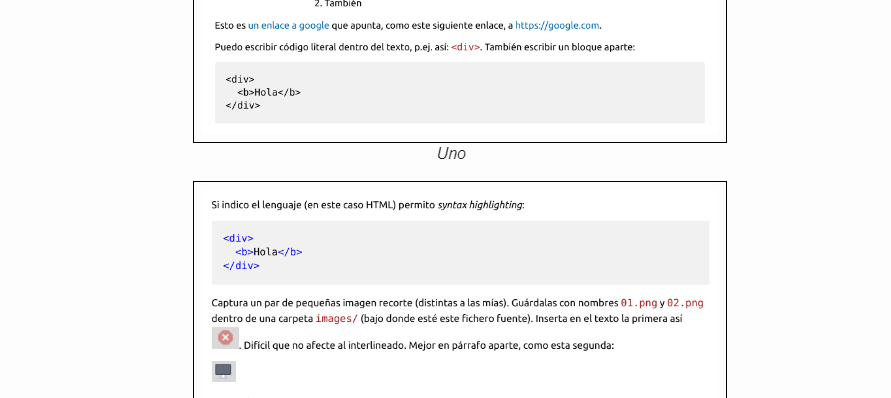 2. También
Esto es un enlace a google que apunta, como este siguiente enlace, a https://google.com.
Puedo escribir código literal dentro del texto, p.ej. así: <div>. También escribir un bloque aparte:
<div>
  <b>Hola</b>
</div>
Uno
Si indico el lenguaje (en este caso HTML) permito syntax highlighting:
<div>
  <b>Hola</b>
</div>
Captura un par de pequeñas imagen recorte (distintas a las mías). Guárdalas con nombres 01.png y 02.png
dentro de una carpeta images/ (bajo donde esté este fichero fuente). Inserta en el texto la primera así
. Difícil que no afecte al interlineado. Mejor en párrafo aparte, como esta segunda: